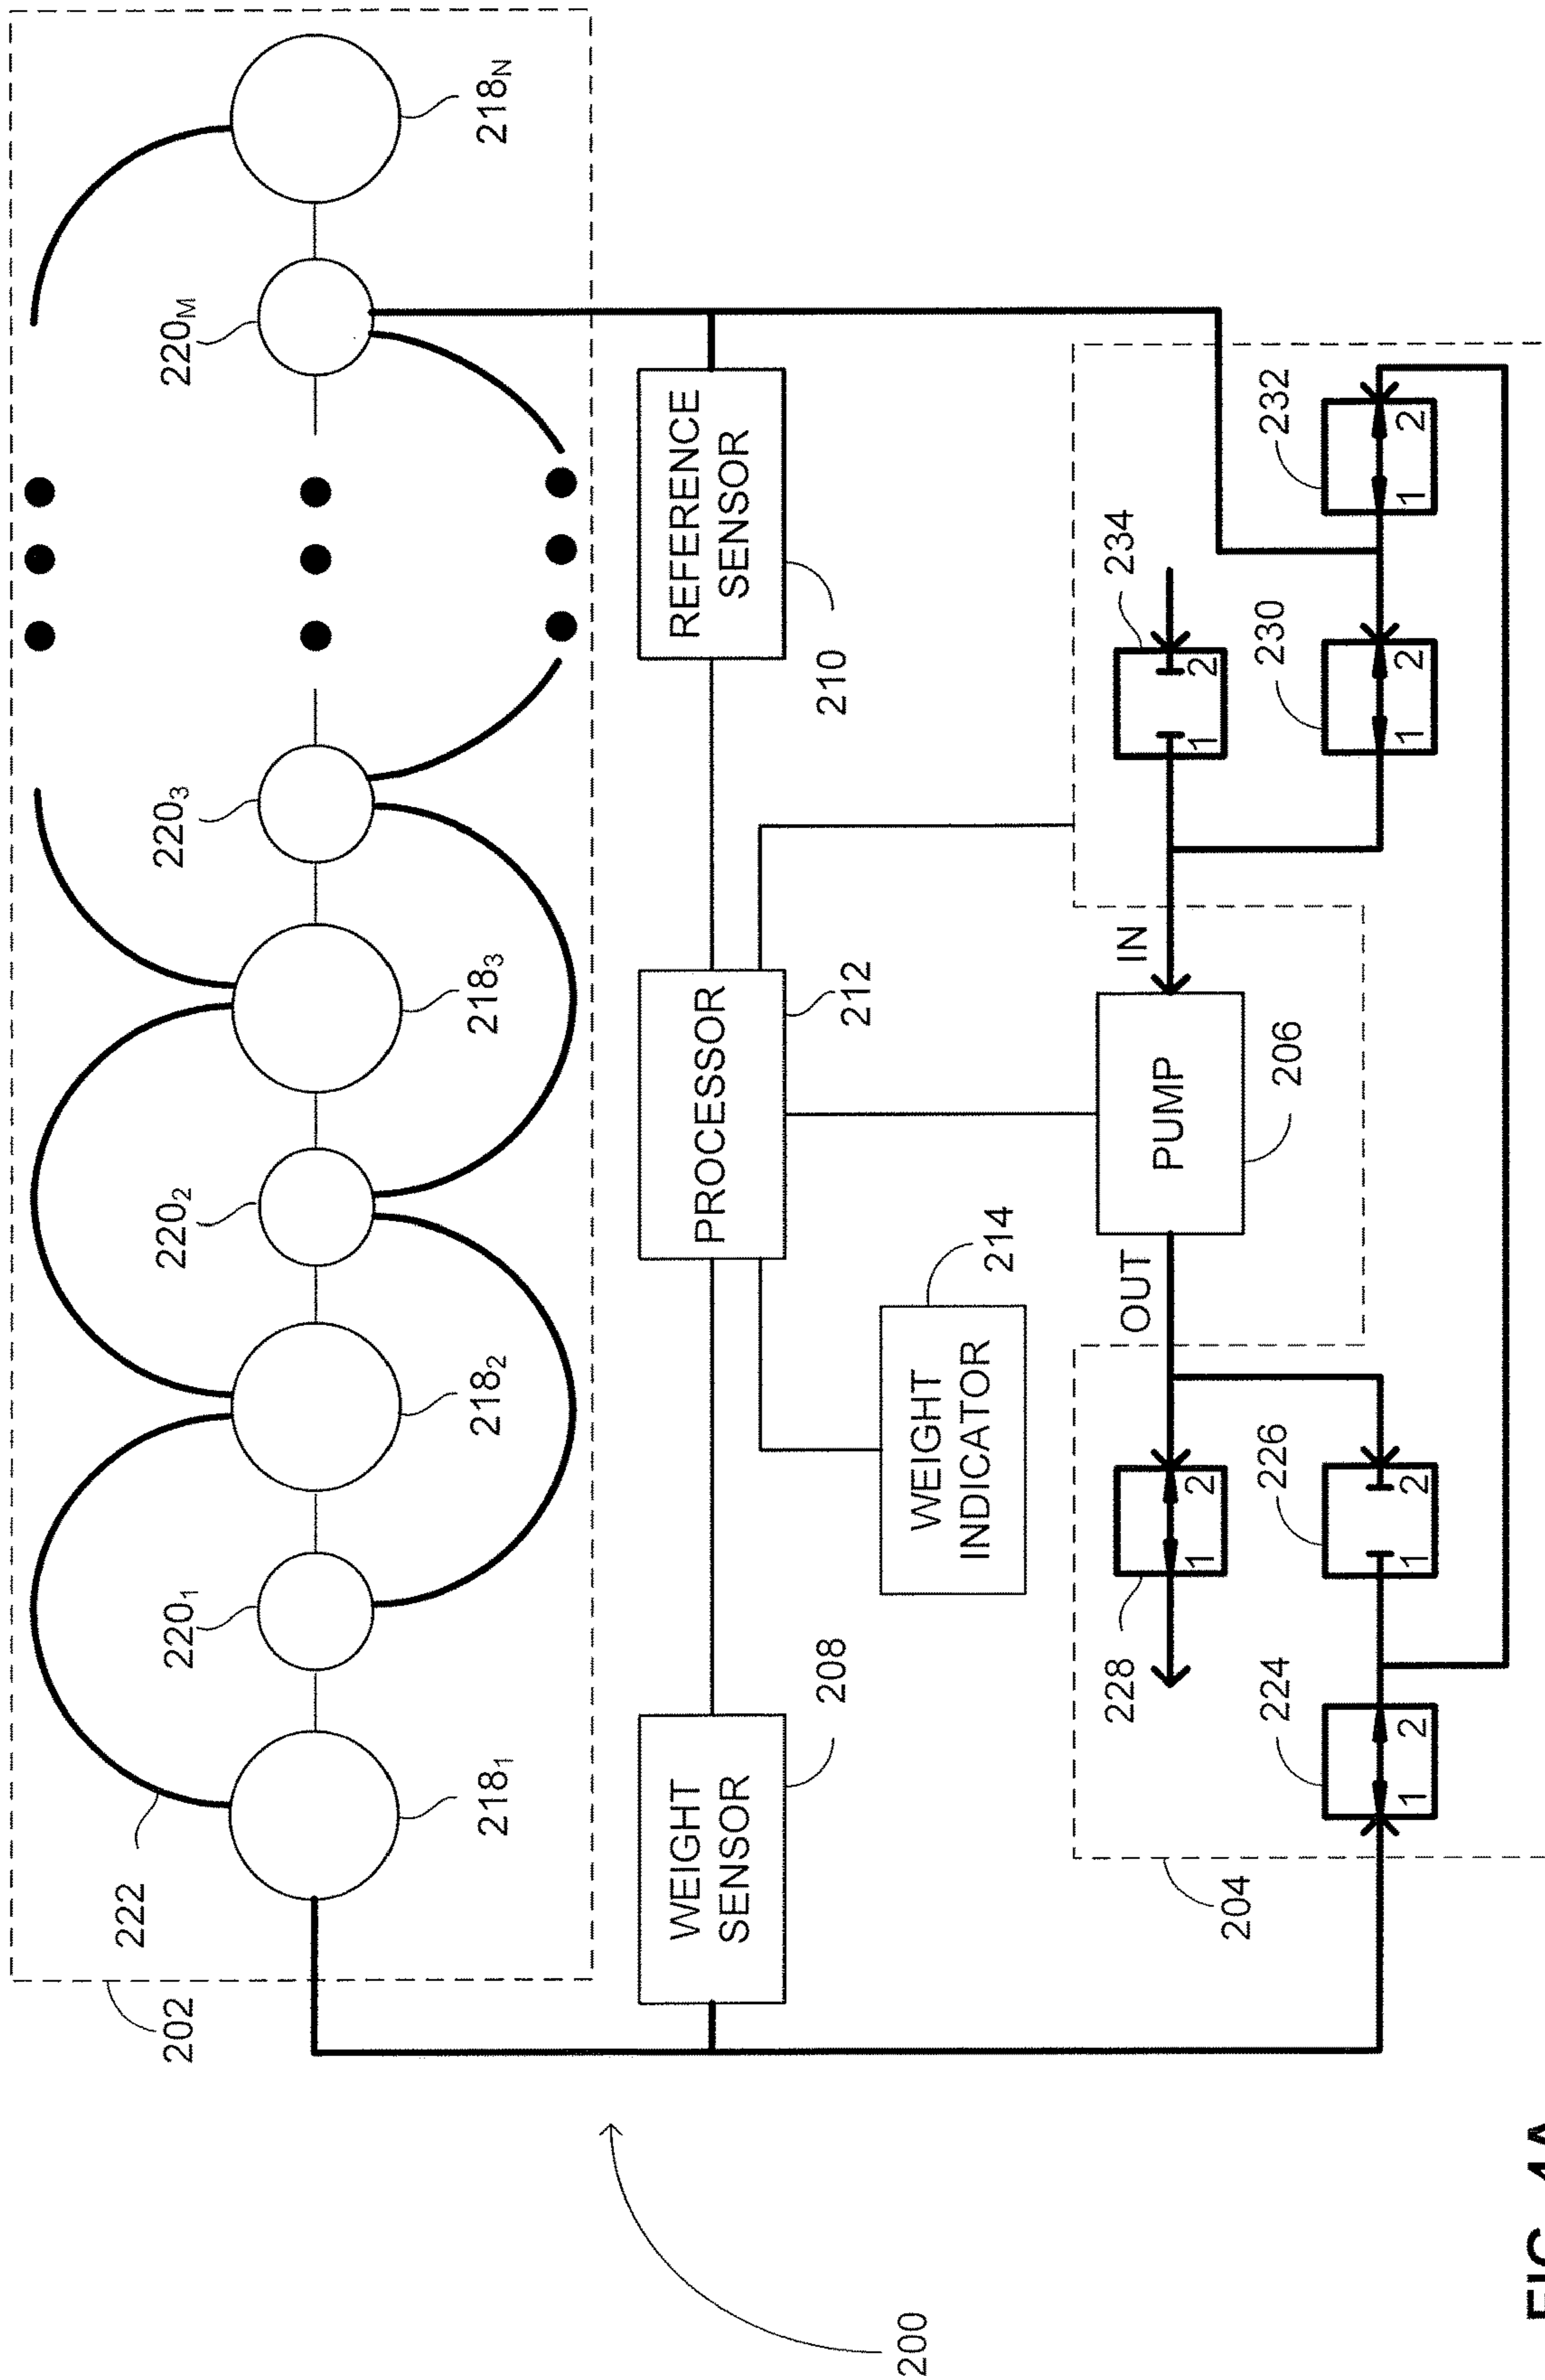 200
202
222
220₁
220₂
220₃
220M
218₁
218₂
218₃
218N
WEIGHT
SENSOR
208
PROCESSOR
212
REFERENCE
SENSOR
210
WEIGHT
INDICATOR
214
OUT
PUMP
206
IN
228
1 2
234
1 2
204
224
1 2
226
1 2
230
1 2
232
1 2
FIG. 4A